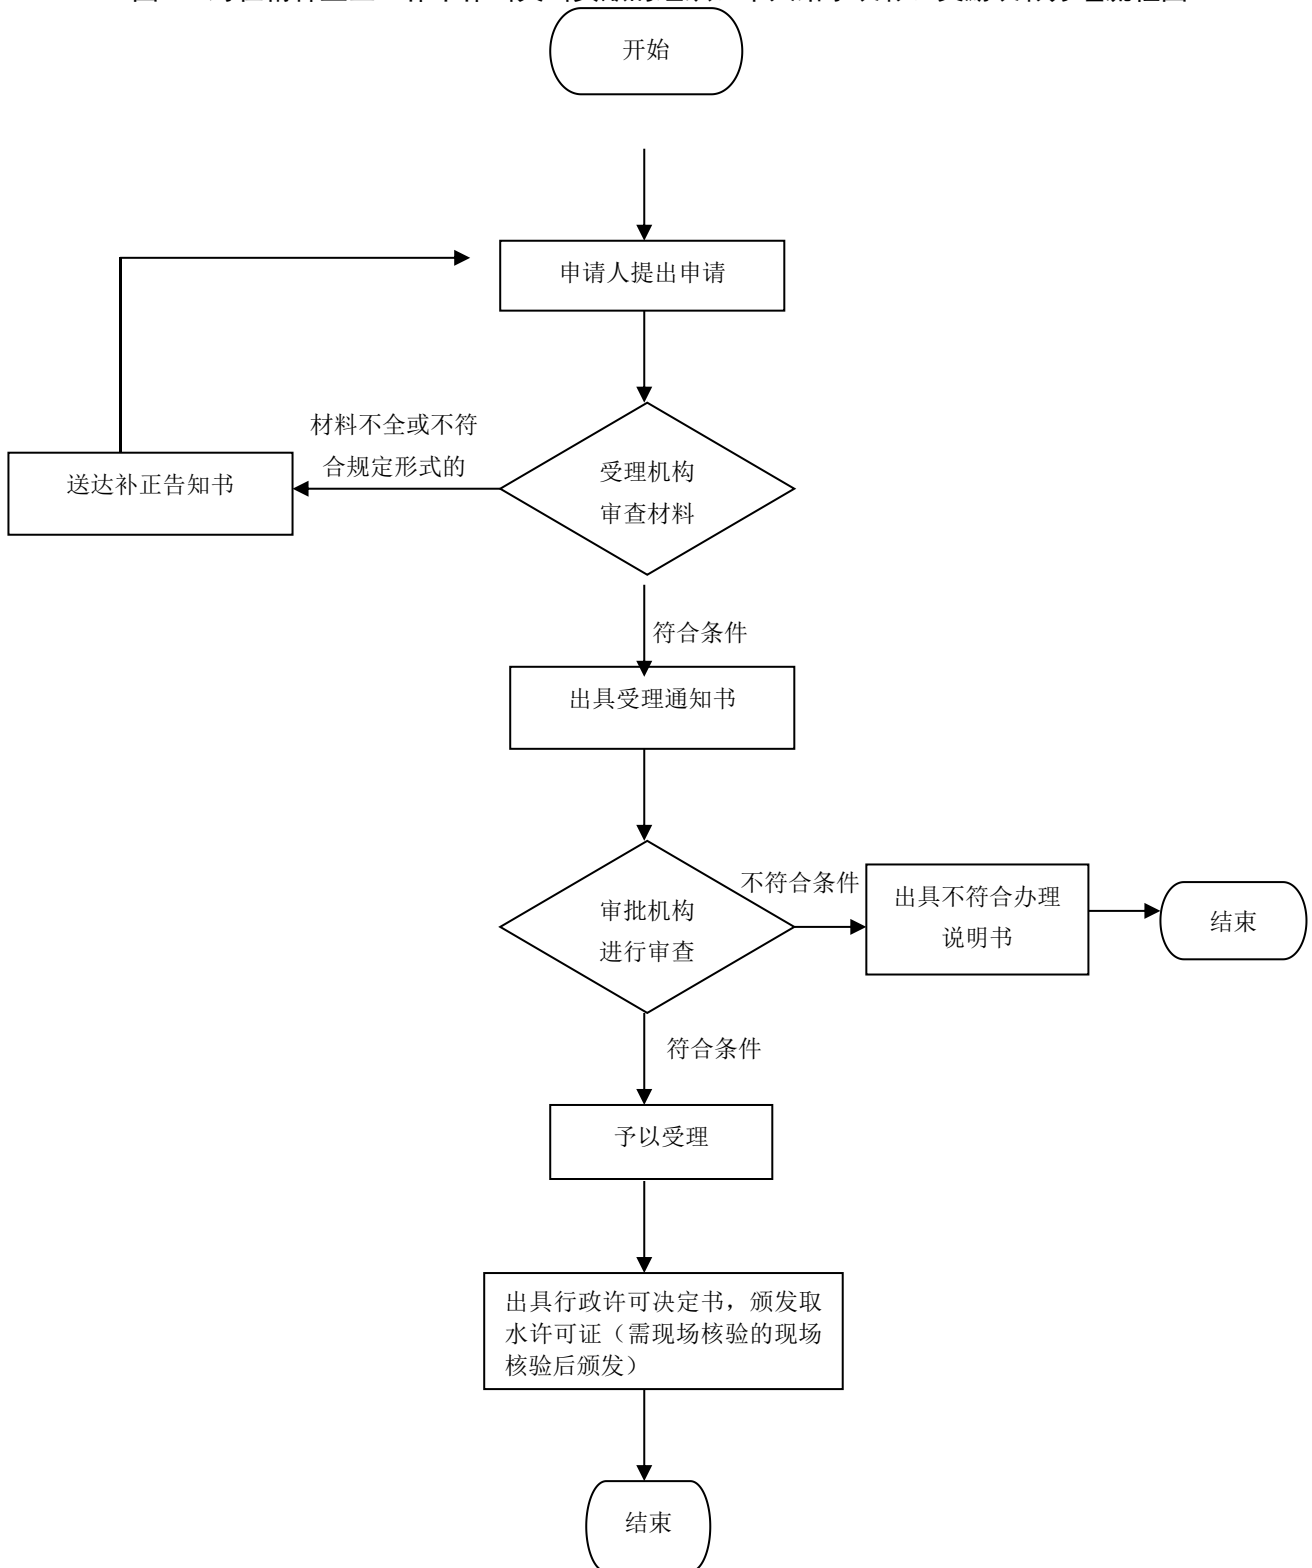 开始
申请人提出申请
材料不全或不符
合规定形式的
送达补正告知书
受理机构
审查材料
符合条件
出具受理通知书
不符合条件
审批机构
进行审查
出具不符合办理
说明书
结束
符合条件
予以受理
出具行政许可决定书，颁发取
水许可证（需现场核验的现场
核验后颁发）
结束